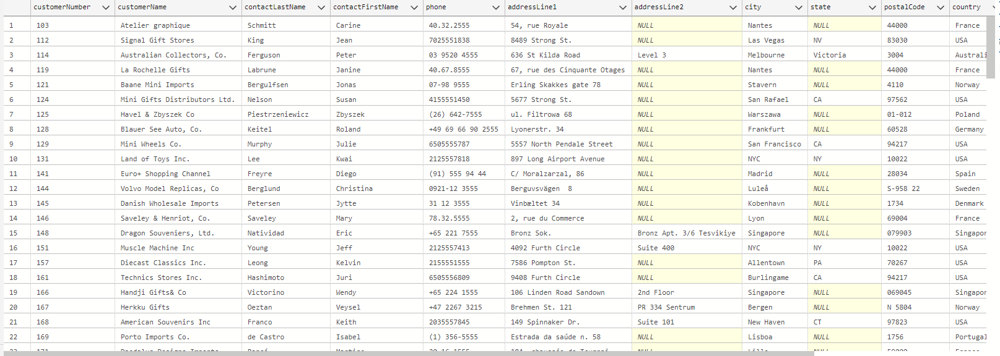 customerNumber customerName contactLastName contactFirstName phone addressLine1 addressLine2 city state postalCode country
1 103 Atelier graphique Schmitt Carine 40.32.2555 54, rue Royale NULL Nantes NULL 44000 France
2 112 Signal Gift Stores King Jean 7025551838 8489 Strong St. NULL Las Vegas NV 83030 USA
3 114 Australian Collectors, Co. Ferguson Peter 03 9520 4555 636 St Kilda Road Level 3 Melbourne Victoria 3004 Australi
4 119 La Rochelle Gifts Labrune Janine 40.67.8555 67, rue des Cinquante Otages NULL Nantes NULL 44000 France
5 121 Baane Mini Imports Bergulfsen Jonas 07-98 9555 Erling Skakkes gate 78 NULL Stavern NULL 4110 Norway
6 124 Mini Gifts Distributors Ltd. Nelson Susan 4155551450 5677 Strong St. NULL San Rafael CA 97562 USA
7 125 Havel & Zbyszek Co Piestrzeniewicz Zbyszek (26) 642-7555 ul. Filtrowa 68 NULL Warszawa NULL 01-012 Poland
8 128 Blauer See Auto, Co. Keitel Roland +49 69 66 90 2555 Lyonerstr. 34 NULL Frankfurt NULL 60528 Germany
9 129 Mini Wheels Co. Murphy Julie 6505555787 5557 North Pendale Street NULL San Francisco CA 94217 USA
10 131 Land of Toys Inc. Lee Kwai 2125557818 897 Long Airport Avenue NULL NYC NY 10022 USA
11 141 Euro+ Shopping Channel Freyre Diego (91) 555 94 44 C/ Moralzarzal, 86 NULL Madrid NULL 28034 Spain
12 144 Volvo Model Replicas, Co Berglund Christina 0921-12 3555 Berguvsvägen 8 NULL Luleå NULL S-958 22 Sweden
13 145 Danish Wholesale Imports Petersen Jytte 31 12 3555 Vinbæltet 34 NULL Kobenhavn NULL 1734 Denmark
14 146 Saveley & Henriot, Co. Saveley Mary 78.32.5555 2, rue du Commerce NULL Lyon NULL 69004 France
15 148 Dragon Souveniers, Ltd. Natividad Eric +65 221 7555 Bronz Sok. Bronz Apt. 3/6 Tesvikiye Singapore NULL 079903 Singapor
16 151 Muscle Machine Inc Young Jeff 2125557413 4092 Furth Circle Suite 400 NYC NY 10022 USA
17 157 Diecast Classics Inc. Leong Kelvin 2155551555 7586 Pompton St. NULL Allentown PA 70267 USA
18 161 Technics Stores Inc. Hashimoto Juri 6505556809 9408 Furth Circle NULL Burlingame CA 94217 USA
19 166 Handji Gifts& Co Victorino Wendy +65 224 1555 106 Linden Road Sandown 2nd Floor Singapore NULL 069045 Singapor
20 167 Herkku Gifts Oeztan Veysel +47 2267 3215 Brehmen St. 121 PR 334 Sentrum Bergen NULL N 5804 Norway
21 168 American Souvenirs Inc Franco Keith 2035557845 149 Spinnaker Dr. Suite 101 New Haven CT 97823 USA
22 169 Porto Imports Co. de Castro Isabel (1) 356-5555 Estrada da saúde n. 58 NULL Lisboa NULL 1756 Portugal